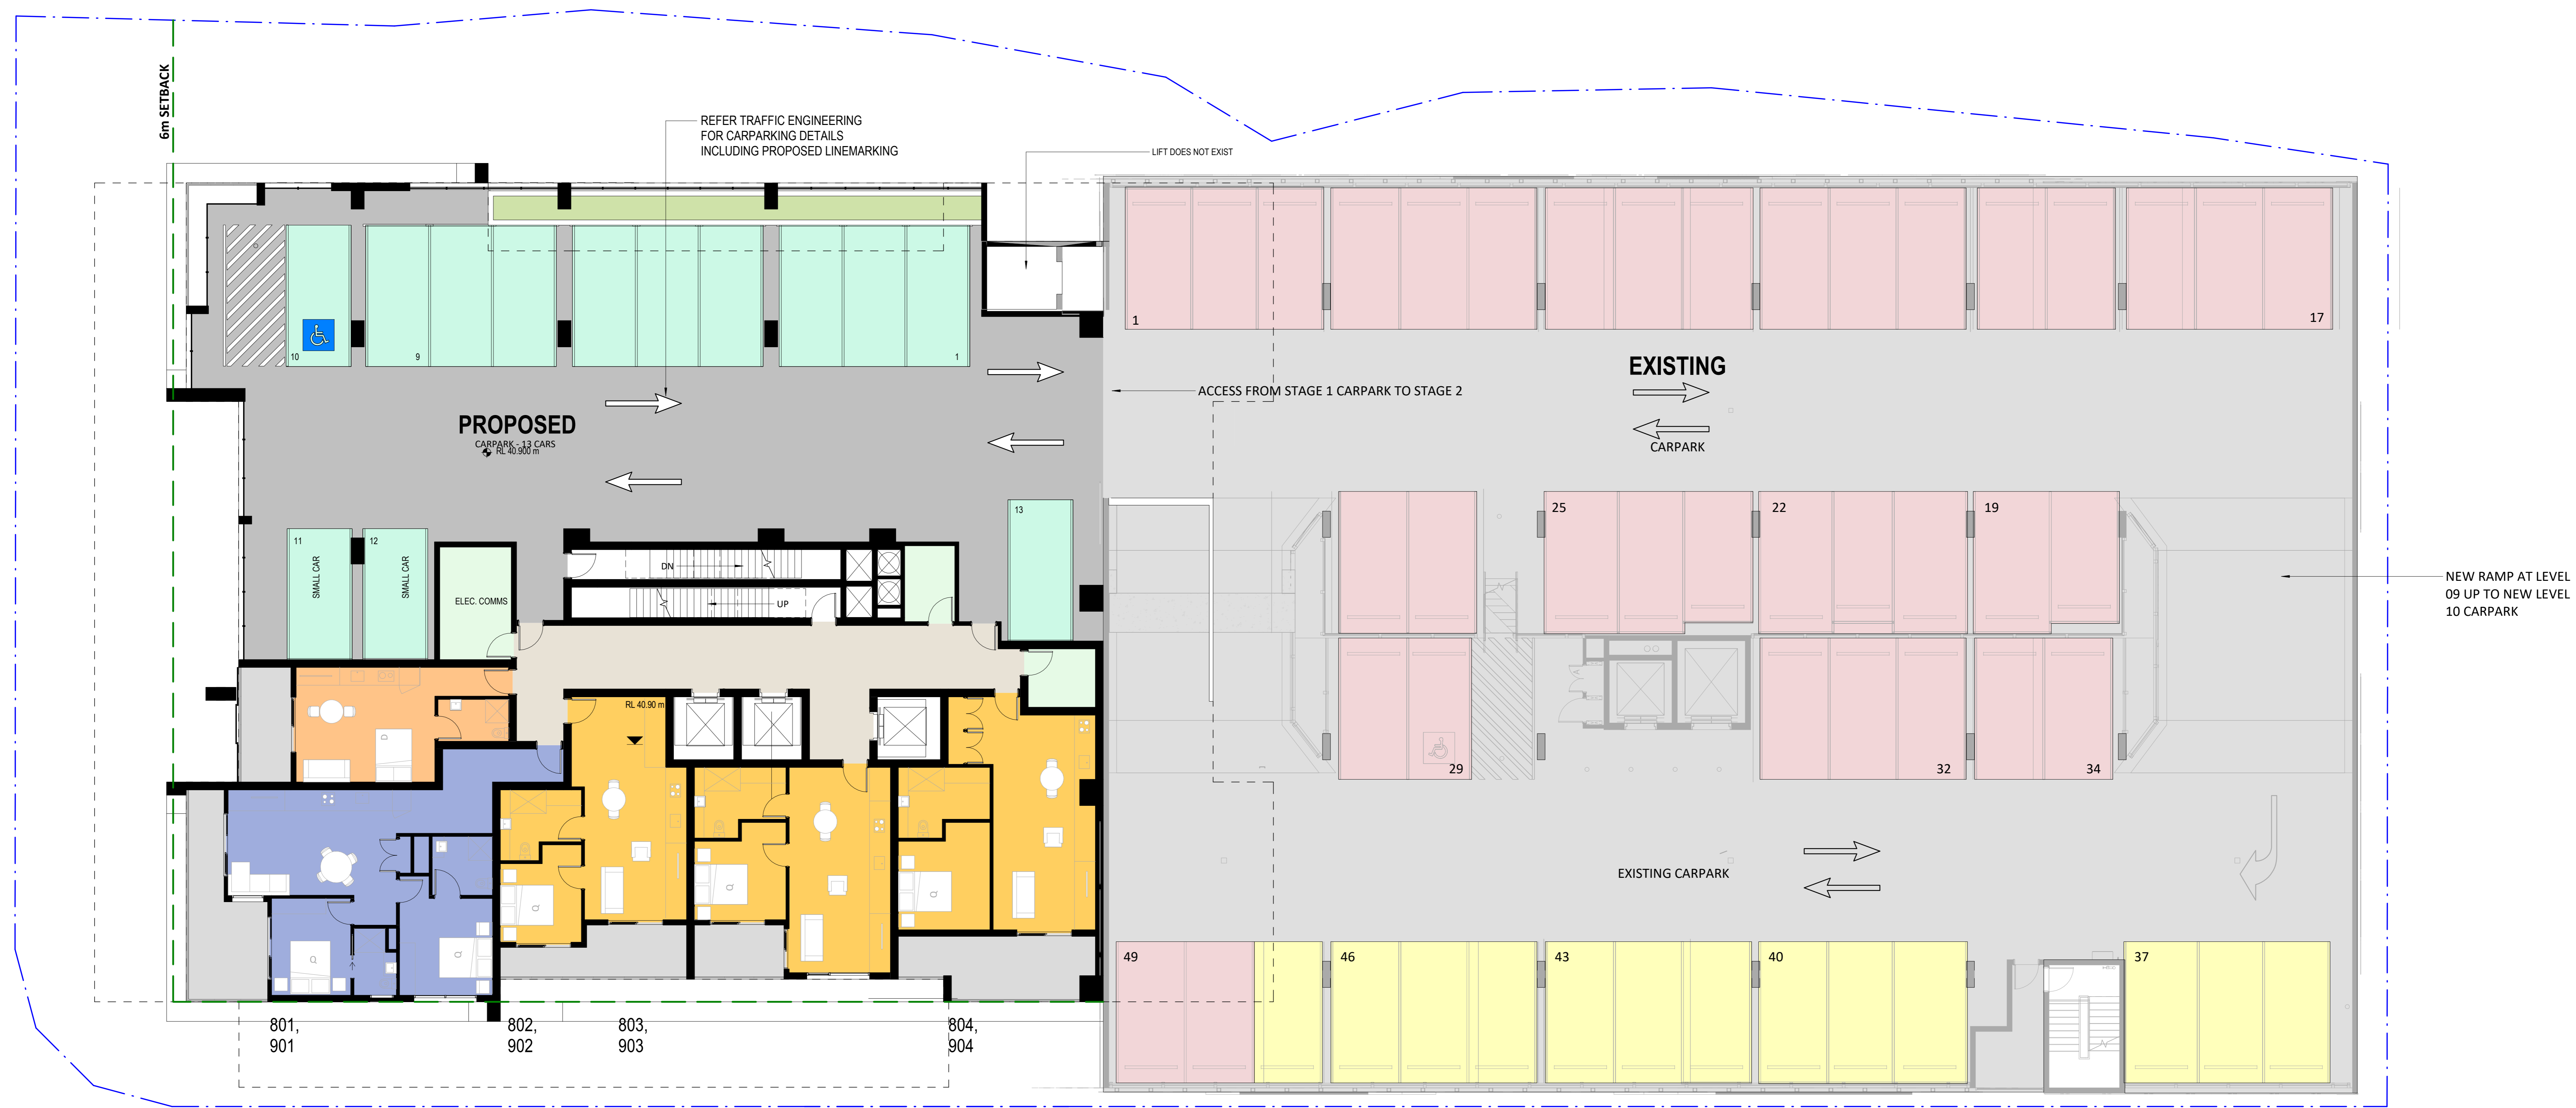 6m SETBACK
REFER TRAFFIC ENGINEERING
FOR CARPARKING DETAILS
INCLUDING PROPOSED LINEMARKING
LIFT DOES NOT EXIST
1
17
10
9
1
EXISTING
ACCESS FROM STAGE 1 CARPARK TO STAGE 2
PROPOSED
CARPARK - 13 CARS
RL 40.900 m
CARPARK
13
25
22
19
11
SMALL CAR
12
SMALL CAR
DN
UP
ELEC. COMMS
NEW RAMP AT LEVEL
09 UP TO NEW LEVEL
10 CARPARK
RL 40.90 m
D
29
32
34
EXISTING CARPARK
Q
Q
Q
Q
Q
49
46
43
40
37
801,
901
802,
902
803,
903
804,
904